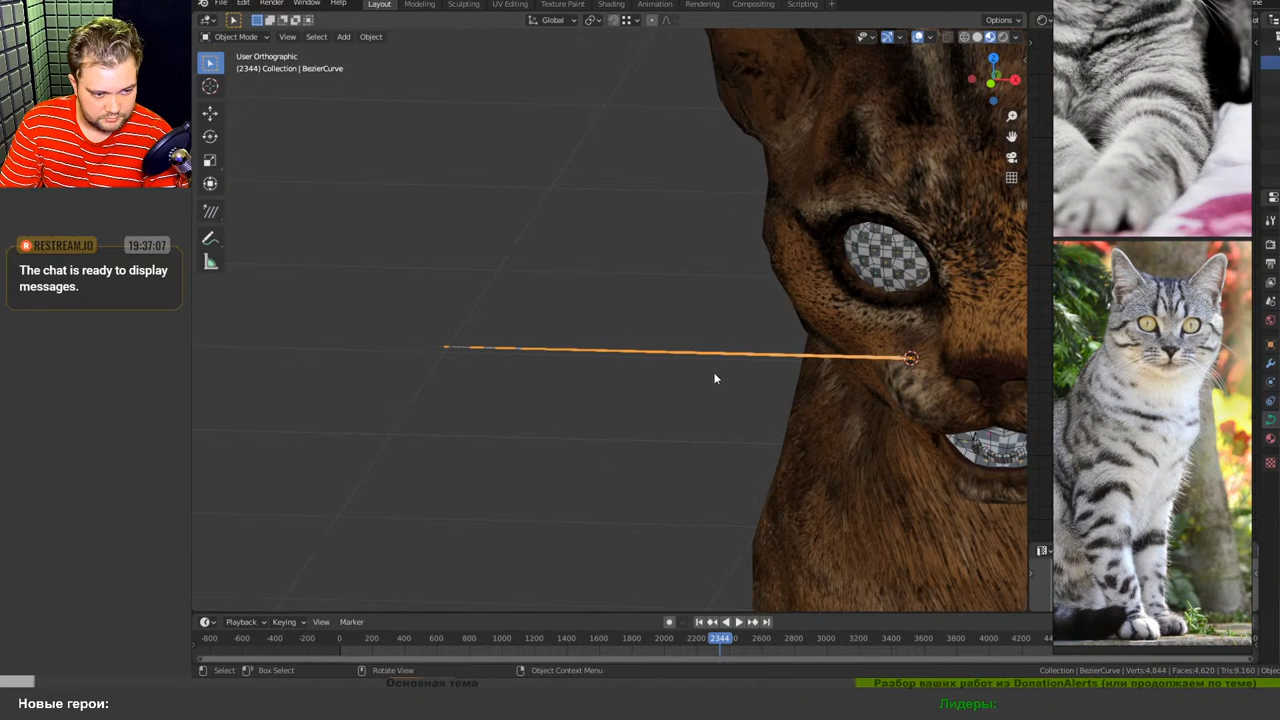 File Edit Render Window Help
Layout Modeling Sculpting UV Editing Texture Paint Shading Animation Rendering Compositing Scripting +
Global
Options
Object Mode View Select Add Object
User Orthographic
(2344) Collection | BezierCurve
Z
X
RESTREAM.IO 19:37:07
The chat is ready to display
messages.
Playback Keying View Marker
-800 -600 -400 -200 0 200 400 600 800 1000 1200 1400 1600 1800 2000 2200 2344 2600 2800 3000 3200 3400 3600 3800 4000 4200
Select Box Select Rotate View Object Context Menu
Collection | BezierCurve | Verts:4,844 | Faces:4,620 | Tris:9,160 |
Основная тема
Разбор ваших работ из DonationAlerts (или продолжаем по теме)
Новые герои:
Лидеры: